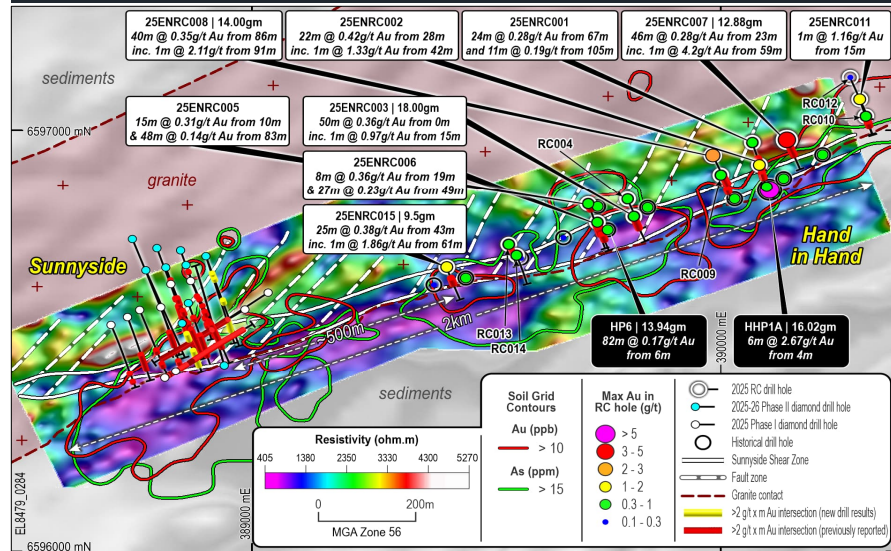 25ENRC008 | 14.00gm
40m @ 0.35g/t Au from 86m
inc. 1m @ 2.11g/t from 91m
25ENRC002
22m @ 0.42g/t Au from 28m
inc. 1m @ 1.33g/t from 42m
25ENRC001
24m @ 0.28g/t Au from 67m
and 11m @ 0.19g/t from 105m
25ENRC007 | 12.88gm
46m @ 0.28g/t Au from 23m
inc. 1m @ 4.2g/t from 59m
25ENRC011
1m @ 1.16g/t Au
from 15m
sediments
25ENRC005
15m @ 0.31g/t Au from 10m
& 48m @ 0.14g/t Au from 83m
25ENRC003 | 18.00gm
50m @ 0.36g/t Au from 0m
inc. 1m @ 0.97g/t from 15m
RC012
RC010
6597000 mN
RC004
25ENRC006
8m @ 0.36g/t Au from 19m
& 27m @ 0.23g/t Au from 49m
granite
25ENRC015 | 9.5gm
25m @ 0.38g/t Au from 43m
inc. 1m @ 1.86g/t from 61m
Sunnyside
Hand
in Hand
RC009
~500m
2km
RC013
RC014
HP6 | 13.94gm
82m @ 0.17g/t Au
from 6m
HHP1A | 16.02gm
6m @ 2.67g/t Au
from 4m
390000 mE
sediments
Soil Grid
Contours
Au (ppb)
> 10
As (ppm)
> 15
Max Au in
RC hole (g/t)
> 5
3 - 5
2 - 3
1 - 2
0.3 - 1
0.1 - 0.3
2025 RC drill hole
2025-26 Phase II diamond drill hole
2025 Phase I diamond drill hole
Historical drill hole
Sunnyside Shear Zone
Fault zone
Granite contact
>2 g/t x m Au intersection (new drill results)
>2 g/t x m Au intersection (previously reported)
Resistivity (ohm.m)
405 1180 2280 3380 4300 5270
0 200m
MGA Zone 56
EL8479_0284
389000 mE
6596000 mN